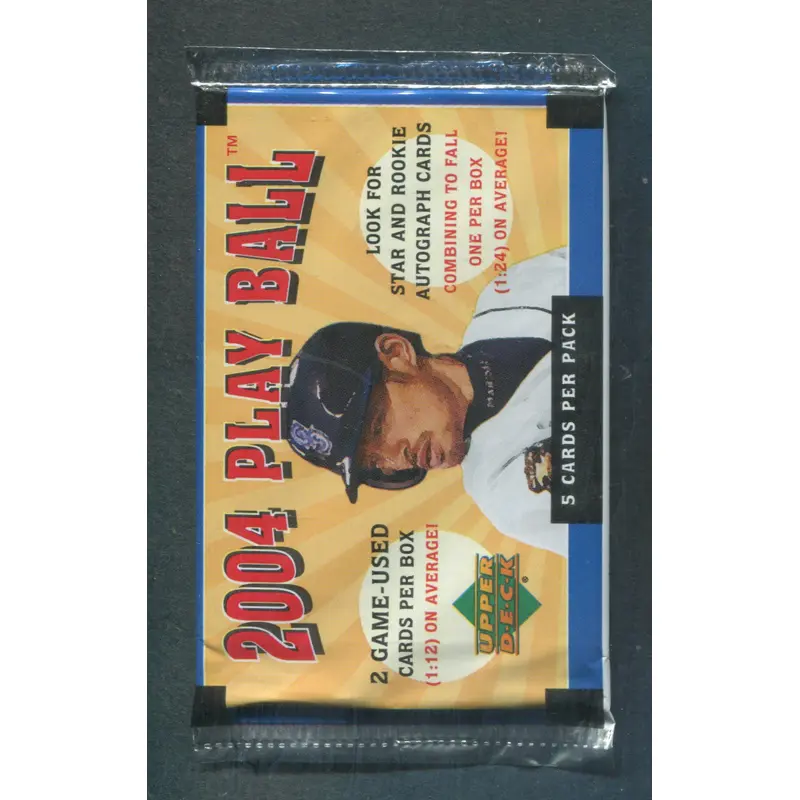 2004 PLAY BALL™
2 GAME-USED
CARDS PER BOX
(1:12) ON AVERAGE!
LOOK FOR
STAR AND ROOKIE
AUTOGRAPH CARDS
COMBINING TO FALL
ONE PER BOX
(1:24) ON AVERAGE!
S
UPPER
D·E·C·K®
5 CARDS PER PACK